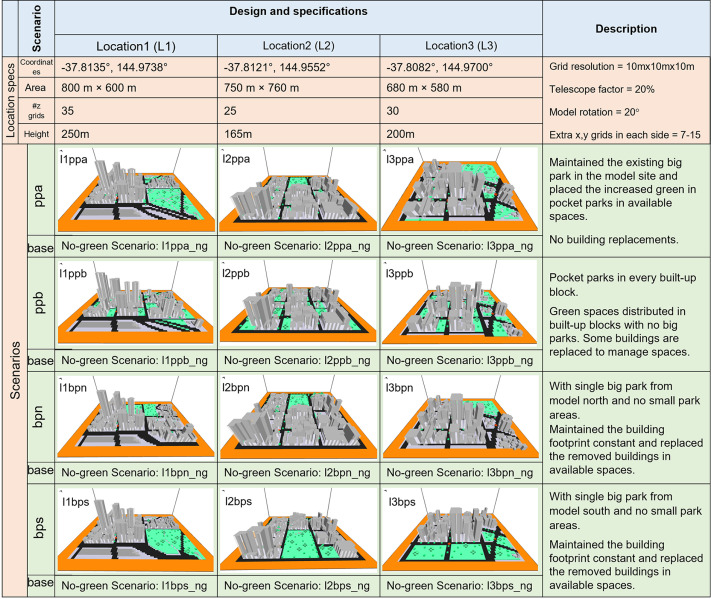 Scenario
Design and specifications
Description
Location1 (L1)
Location2 (L2)
Location3 (L3)
Location specs
Coordinat
es
-37.8135°, 144.9738°
-37.8121°, 144.9552°
-37.8082°, 144.9700°
Grid resolution = 10mx10mx10m
Area
800 m × 600 m
750 m × 760 m
680 m × 580 m
Telescope factor = 20%
#z
grids
35
25
30
Model rotation = 20°
Height
250m
165m
200m
Extra x,y grids in each side = 7-15
Scenarios
ppa
l1ppa
l2ppa
l3ppa
Maintained the existing big
park in the model site and
placed the increased green in
pocket parks in available
spaces.
No building replacements.
base
No-green Scenario: l1ppa_ng
No-green Scenario: l2ppa_ng
No-green Scenario: l3ppa_ng
ppb
l1ppb
l2ppb
l3ppb
Pocket parks in every built-up
block.
Green spaces distributed in
built-up blocks with no big
parks. Some buildings are
replaced to manage spaces.
base
No-green Scenario: l1ppb_ng
No-green Scenario: l2ppb_ng
No-green Scenario: l3ppb_ng
bpn
l1bpn
l2bpn
l3bpn
With single big park from
model north and no small park
areas.
Maintained the building
footprint constant and replaced
the removed buildings in
available spaces.
base
No-green Scenario: l1bpn_ng
No-green Scenario: l2bpn_ng
No-green Scenario: l3bpn_ng
bps
l1bps
l2bps
l3bps
With single big park from
model south and no small park
areas.
Maintained the building
footprint constant and replaced
the removed buildings in
available spaces.
base
No-green Scenario: l1bps_ng
No-green Scenario: l2bps_ng
No-green Scenario: l3bps_ng